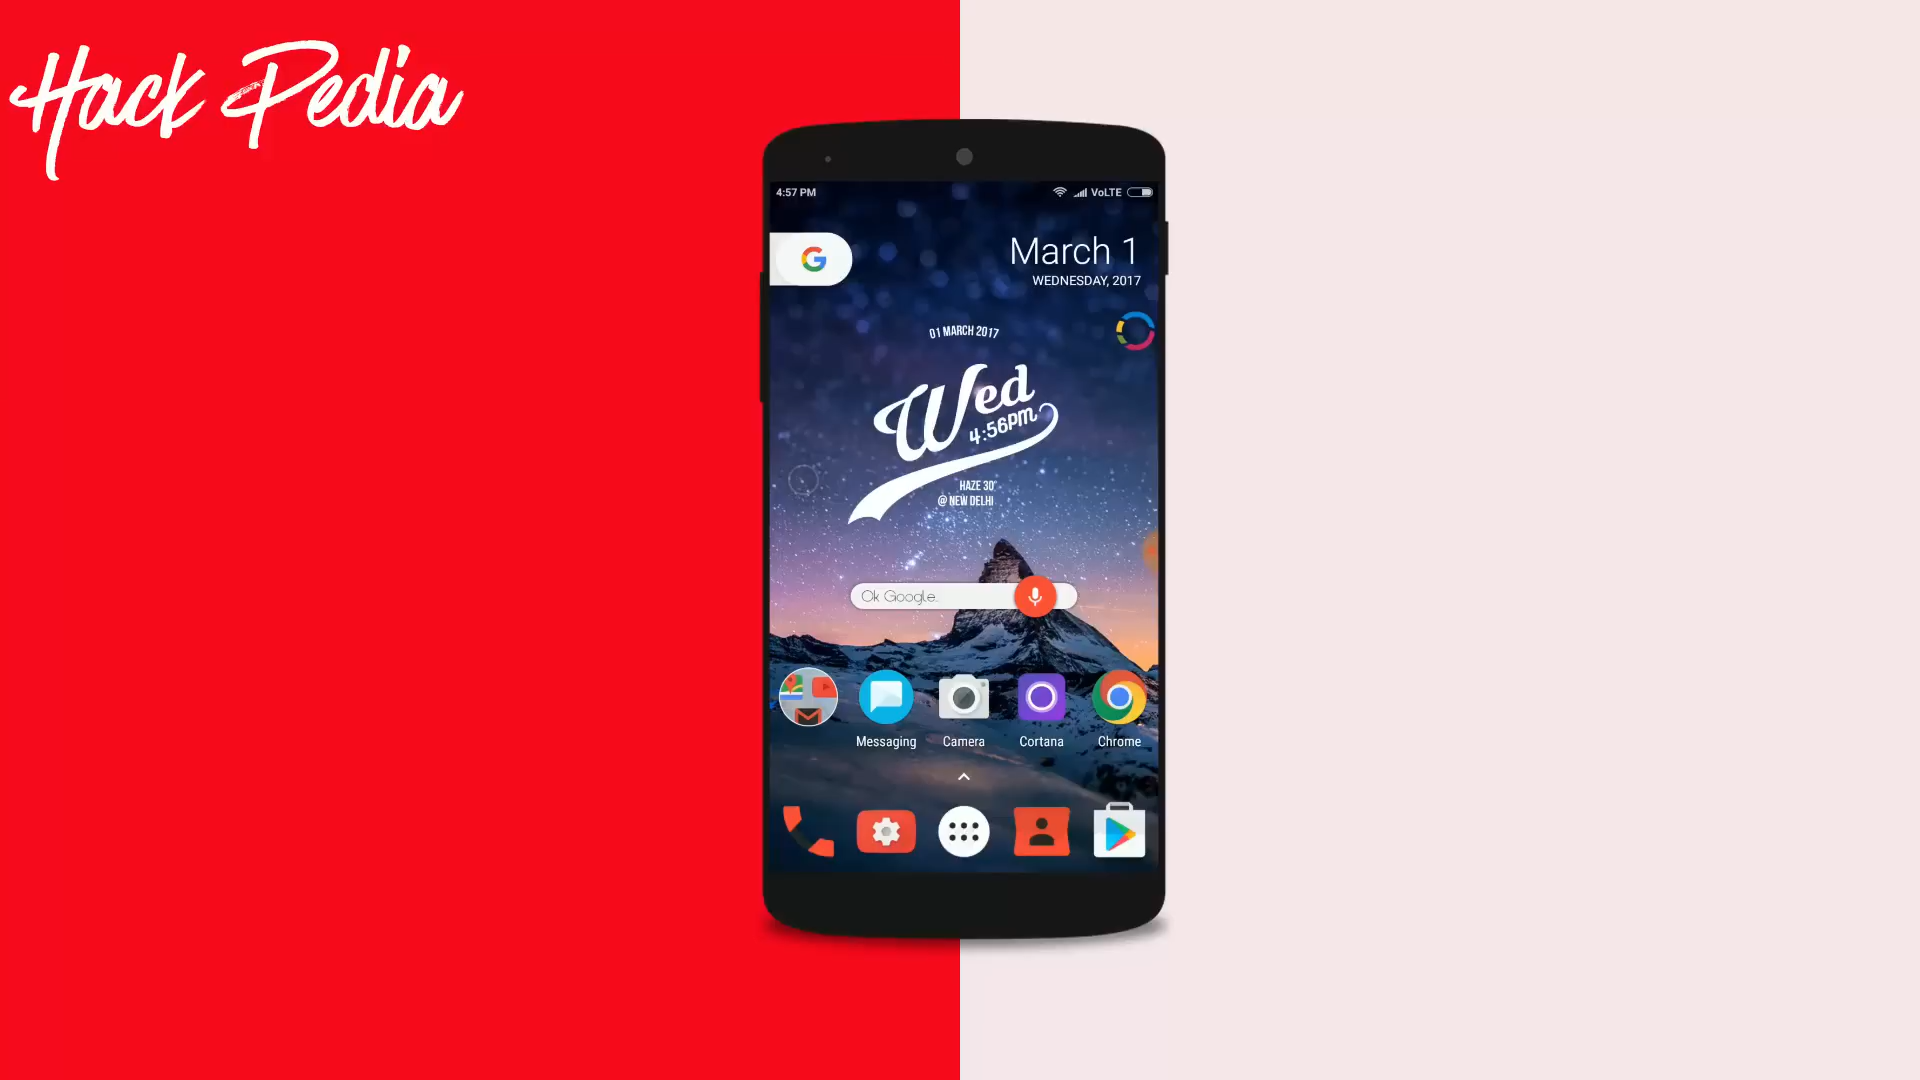 Hack Pedia
4:57 PM
VoLTE
March 1
WEDNESDAY, 2017
01 MARCH 2017
Wed
4:56PM
HAZE 30°
@ NEW DELHI
Ok Google..
Messaging
Camera
Cortana
Chrome